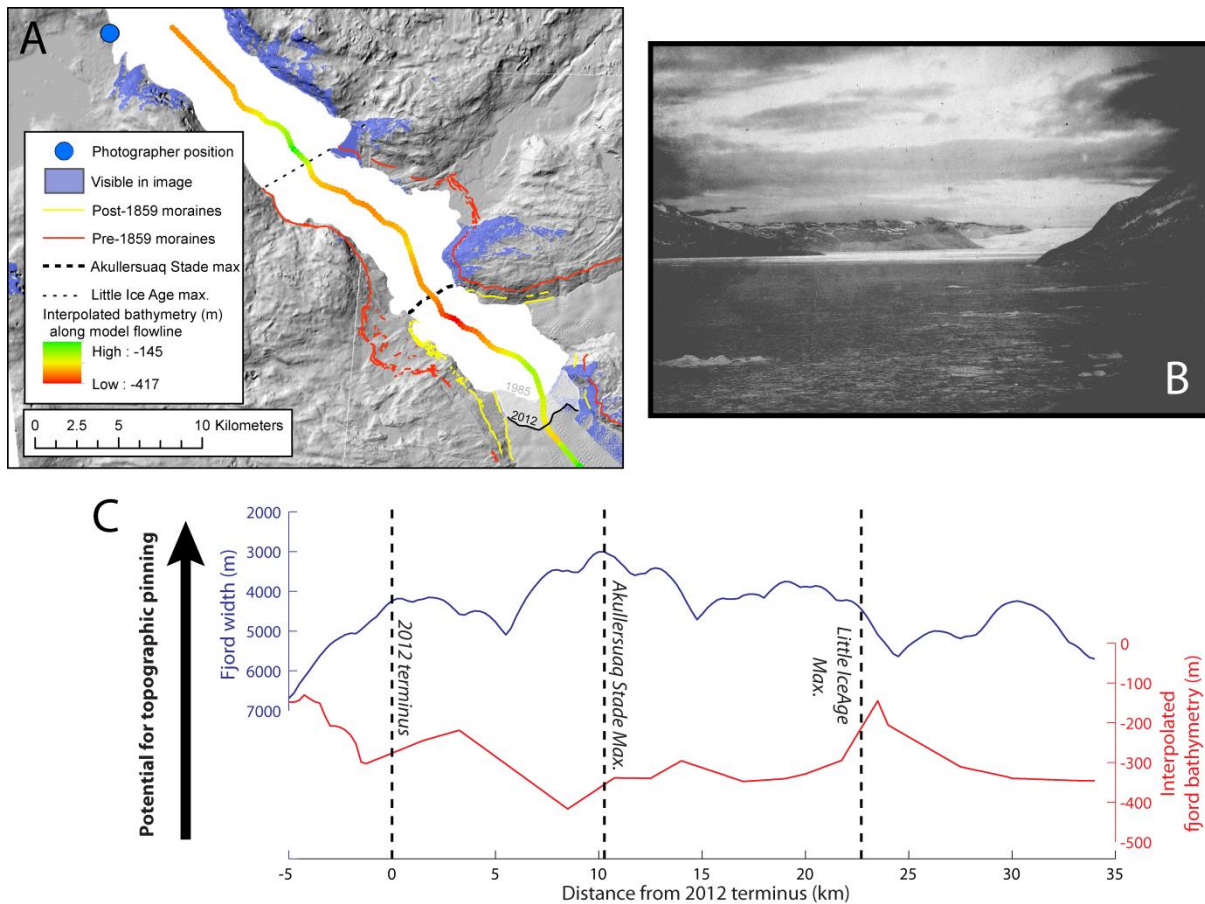 A
Photographer position
Visible in image
Post-1859 moraines
Pre-1859 moraines
Akullersuaq Stade max
Little Ice Age max.
Interpolated bathymetry (m)
along model flowline
High : -145
Low : -417
0 2.5 5 10 Kilometers
1985
2012
B
C
Potential for topographic pinning
Fjord width (m)
2000
3000
4000
5000
6000
7000
2012 terminus
Akullersuaq Stade Max.
Little IceAge
Max.
0
-100
-200
-300
-400
-500
Interpolated
fjord bathymetry (m)
-5 0 5 10 15 20 25 30 35
Distance from 2012 terminus (km)